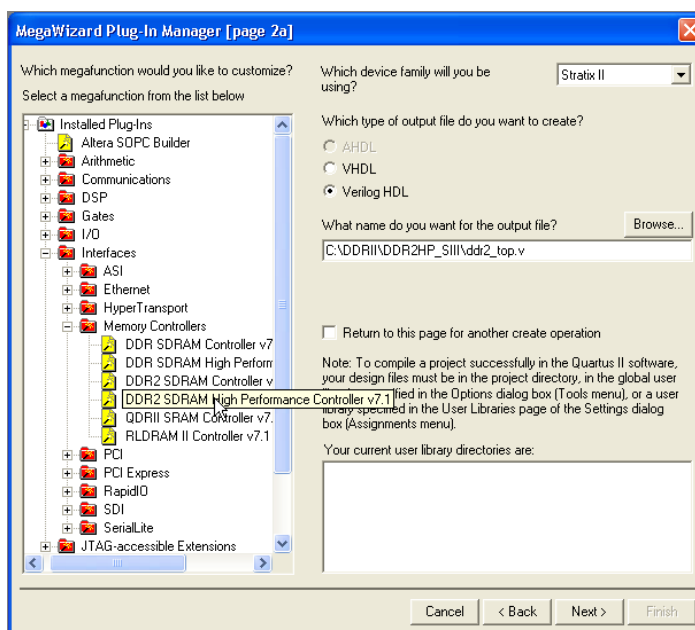 MegaWizard Plug-In Manager [page 2a]
Which megafunction would you like to customize?
Select a megafunction from the list below
Installed Plug-Ins
Altera SOPC Builder
Arithmetic
Communications
DSP
Gates
I/O
Interfaces
ASI
Ethernet
HyperTransport
Memory Controllers
DDR SDRAM Controller v7
DDR SDRAM High Perform
DDR2 SDRAM Controller v
DDR2 SDRAM High Performance Controller v7.1
QDRII SRAM Controller v7.
RLDRAM II Controller v7.1
PCI
PCI Express
RapidIO
SDI
SerialLite
JTAG-accessible Extensions
Which device family will you be
using?
Stratix II
Which type of output file do you want to create?
AHDL
VHDL
Verilog HDL
What name do you want for the output file?
Browse...
C:\DDRII\DDR2HP_SIII\ddr2_top.v
Return to this page for another create operation
Note: To compile a project successfully in the Quartus II software,
your design files must be in the project directory, in the global user
fied in the Options dialog box (Tools menu), or a user
library specified in the User Libraries page of the Settings dialog
box (Assignments menu).
Your current user library directories are:
Cancel
< Back
Next >
Finish